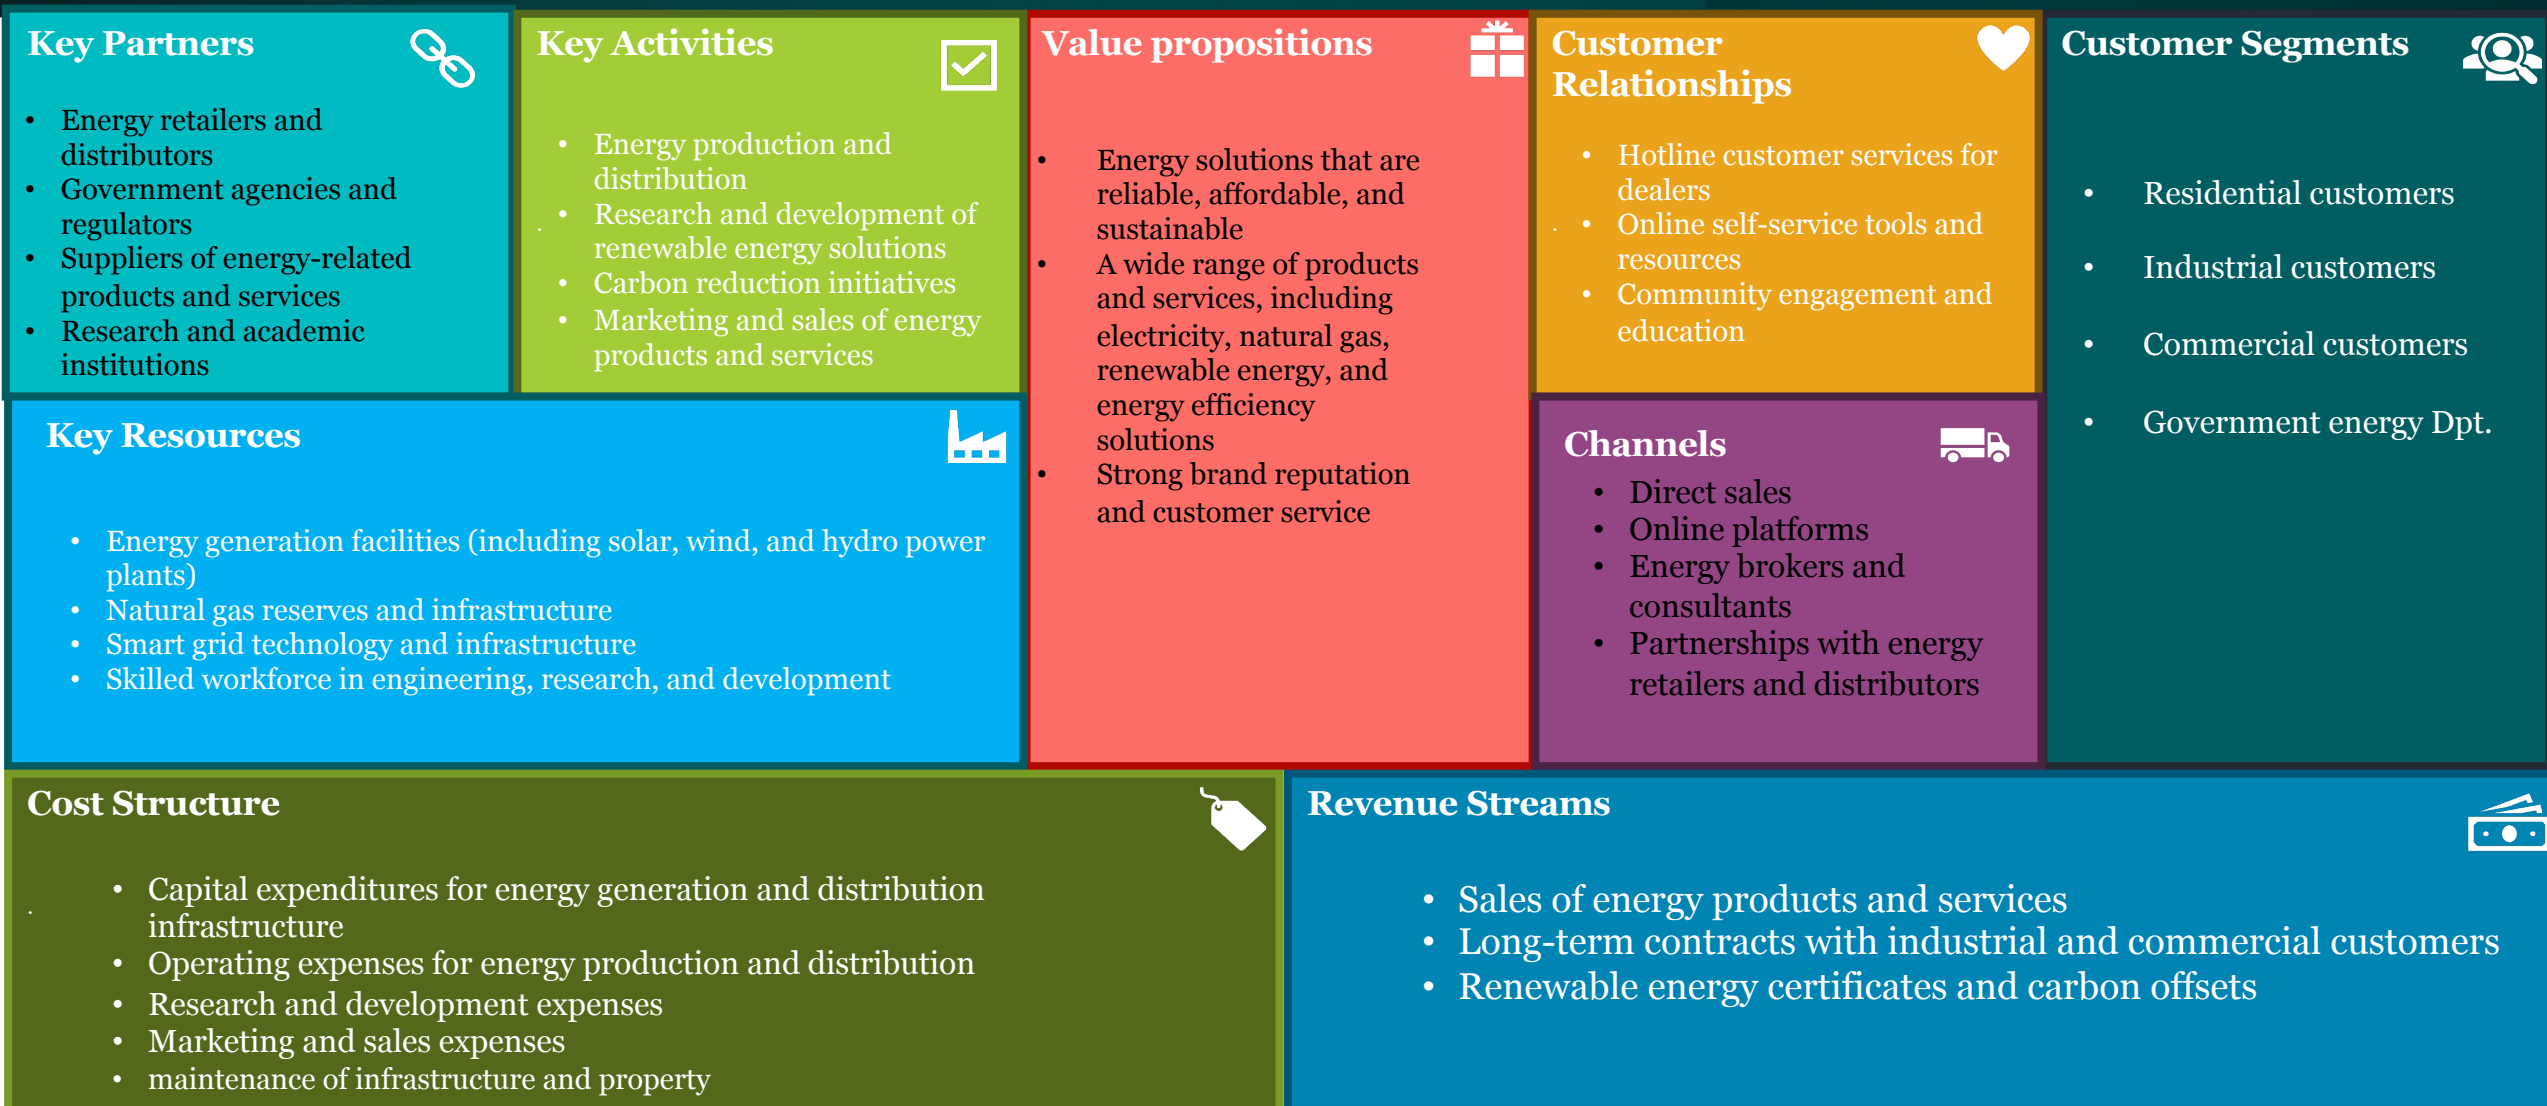 Key Partners
• Energy retailers and
distributors
• Government agencies and
regulators
• Suppliers of energy-related
products and services
• Research and academic
institutions
Key Activities
• Energy production and
distribution
• Research and development of
renewable energy solutions
• Carbon reduction initiatives
• Marketing and sales of energy
products and services
Value propositions
• Energy solutions that are
reliable, affordable, and
sustainable
• A wide range of products
and services, including
electricity, natural gas,
renewable energy, and
energy efficiency
solutions
• Strong brand reputation
and customer service
Customer
Relationships
• Hotline customer services for
dealers
• Online self-service tools and
resources
• Community engagement and
education
Customer Segments
• Residential customers
• Industrial customers
• Commercial customers
• Government energy Dpt.
Key Resources
• Energy generation facilities (including solar, wind, and hydro power
plants)
• Natural gas reserves and infrastructure
• Smart grid technology and infrastructure
• Skilled workforce in engineering, research, and development
Channels
• Direct sales
• Online platforms
• Energy brokers and
consultants
• Partnerships with energy
retailers and distributors
Cost Structure
• Capital expenditures for energy generation and distribution
infrastructure
• Operating expenses for energy production and distribution
• Research and development expenses
• Marketing and sales expenses
• maintenance of infrastructure and property
Revenue Streams
• Sales of energy products and services
• Long-term contracts with industrial and commercial customers
• Renewable energy certificates and carbon offsets